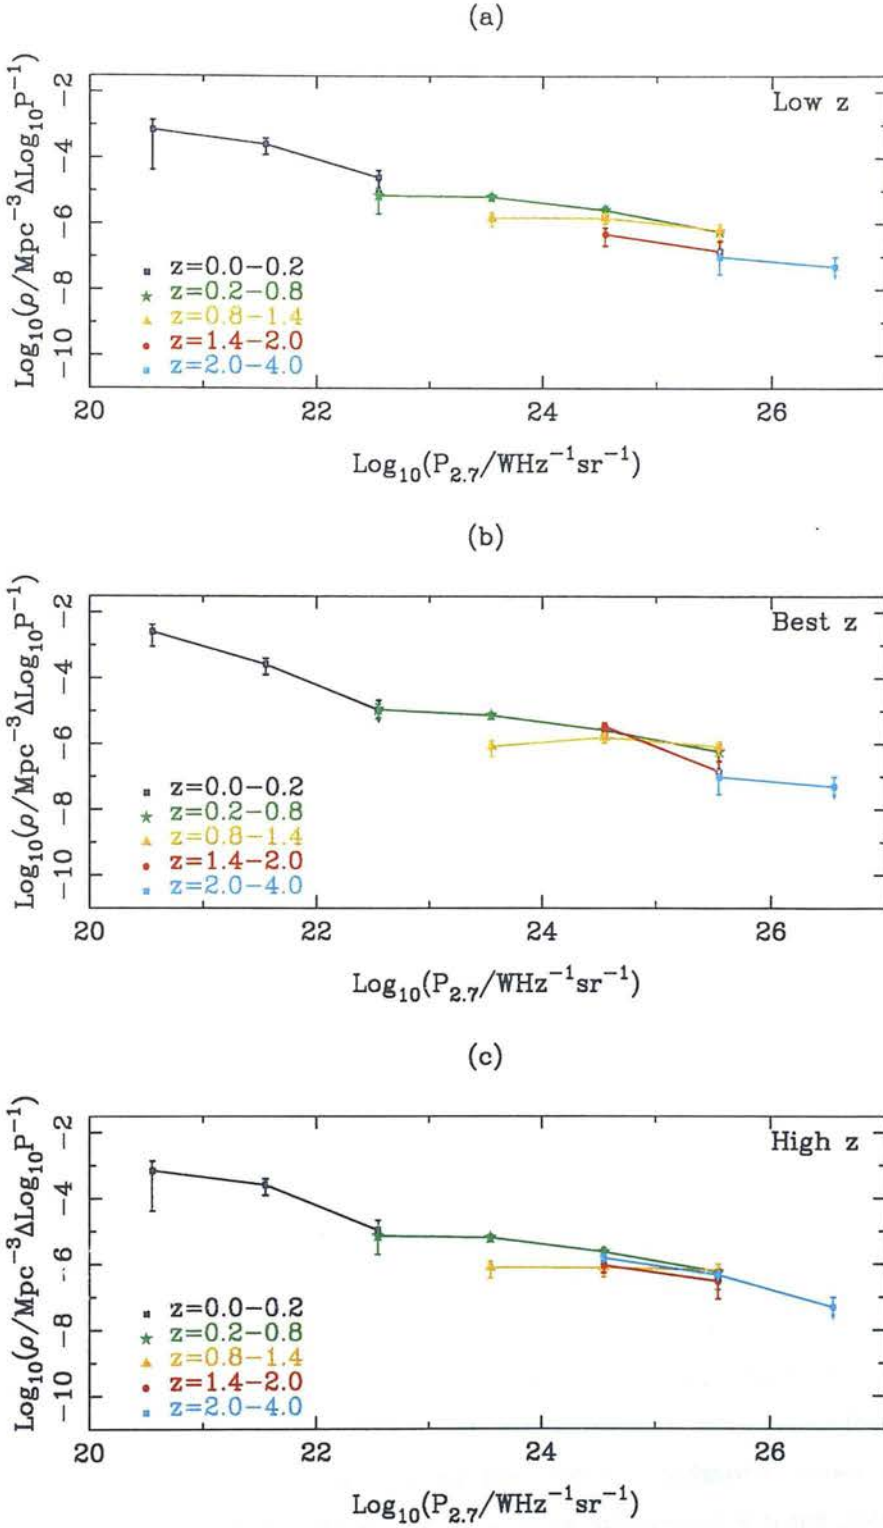 (a)
Low z
Log₁₀(ρ/Mpc⁻³ΔLog₁₀P⁻¹)
−2
−4
−6
−8
−10
z=0.0−0.2
z=0.2−0.8
z=0.8−1.4
z=1.4−2.0
z=2.0−4.0
20 22 24 26
Log₁₀(P₂.₇/WHz⁻¹sr⁻¹)
(b)
Best z
Log₁₀(ρ/Mpc⁻³ΔLog₁₀P⁻¹)
−2
−4
−6
−8
−10
z=0.0−0.2
z=0.2−0.8
z=0.8−1.4
z=1.4−2.0
z=2.0−4.0
20 22 24 26
Log₁₀(P₂.₇/WHz⁻¹sr⁻¹)
(c)
High z
Log₁₀(ρ/Mpc⁻³ΔLog₁₀P⁻¹)
−2
−4
−6
−8
−10
z=0.0−0.2
z=0.2−0.8
z=0.8−1.4
z=1.4−2.0
z=2.0−4.0
20 22 24 26
Log₁₀(P₂.₇/WHz⁻¹sr⁻¹)